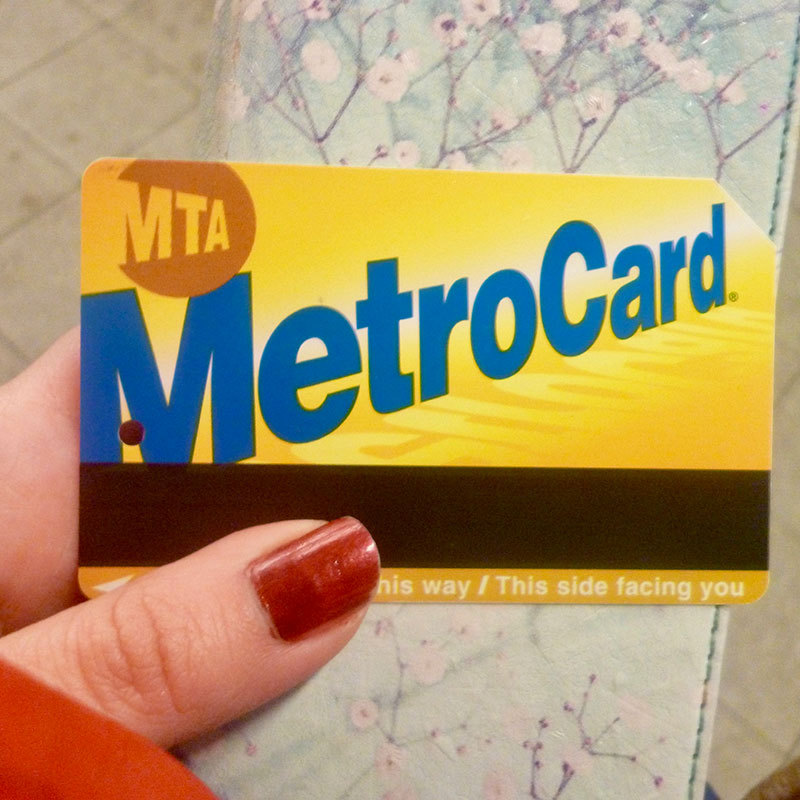 MTA
MetroCard®
his way / This side facing you